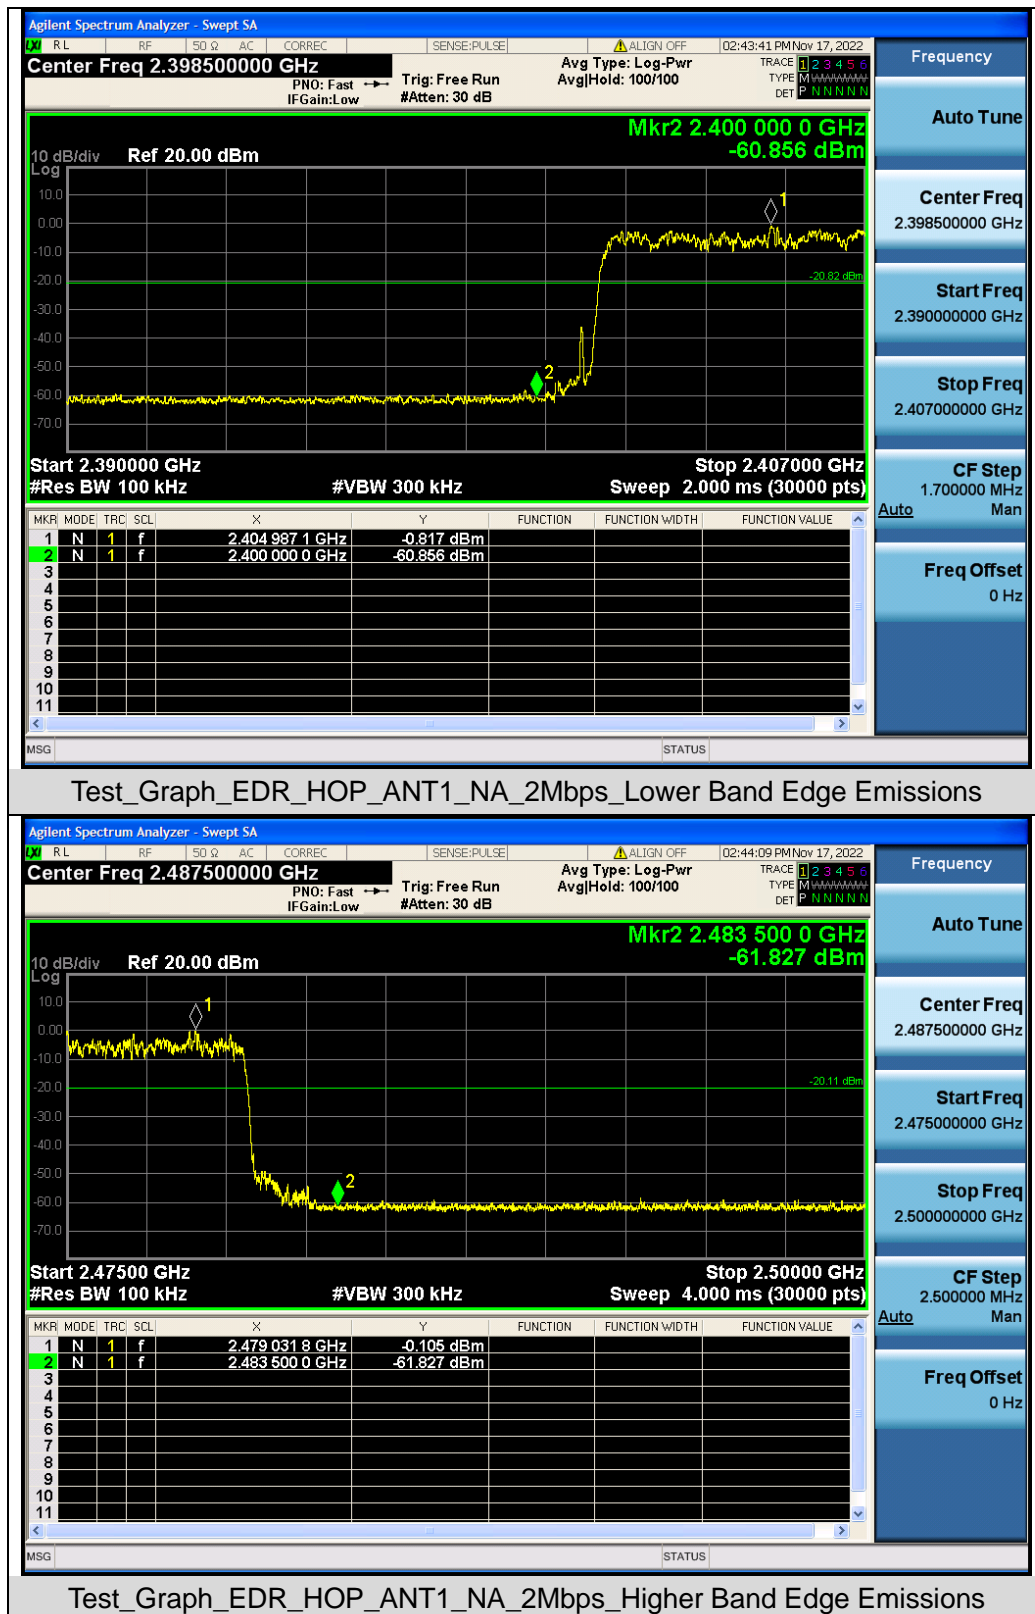 Agilent Spectrum Analyzer - Swept SA
LXI RL RF 50 Ω AC CORREC SENSE:PULSE ALIGN OFF 02:43:41 PM Nov 17, 2022
Center Freq 2.398500000 GHz
PNO: Fast Trig: Free Run Avg Type: Log-Pwr TRACE 1 2 3 4 5 6
IFGain:Low #Atten: 30 dB Avg|Hold: 100/100 TYPE M
DET P N N N N N
Mkr2 2.400 000 0 GHz
-60.856 dBm
10 dB/div Ref 20.00 dBm
Log
10.0
0.00
-10.0
-20.0
-20.82 dBm
-30.0
-40.0
-50.0
-60.0
-70.0
1
2
Start 2.390000 GHz Stop 2.407000 GHz
#Res BW 100 kHz #VBW 300 kHz Sweep 2.000 ms (30000 pts)
MKR MODE TRC SCL X Y FUNCTION FUNCTION WIDTH FUNCTION VALUE
1 N 1 f 2.404 987 1 GHz -0.817 dBm
2 N 1 f 2.400 000 0 GHz -60.856 dBm
3
4
5
6
7
8
9
10
11
MSG STATUS
Frequency
Auto Tune
Center Freq
2.398500000 GHz
Start Freq
2.390000000 GHz
Stop Freq
2.407000000 GHz
CF Step
1.700000 MHz
Auto Man
Freq Offset
0 Hz
Test_Graph_EDR_HOP_ANT1_NA_2Mbps_Lower Band Edge Emissions
Agilent Spectrum Analyzer - Swept SA
LXI RL RF 50 Ω AC CORREC SENSE:PULSE ALIGN OFF 02:44:09 PM Nov 17, 2022
Center Freq 2.487500000 GHz
PNO: Fast Trig: Free Run Avg Type: Log-Pwr TRACE 1 2 3 4 5 6
IFGain:Low #Atten: 30 dB Avg|Hold: 100/100 TYPE M
DET P N N N N N
Mkr2 2.483 500 0 GHz
-61.827 dBm
10 dB/div Ref 20.00 dBm
Log
10.0
0.00
-10.0
-20.0
-20.11 dBm
-30.0
-40.0
-50.0
-60.0
-70.0
1
2
Start 2.47500 GHz Stop 2.50000 GHz
#Res BW 100 kHz #VBW 300 kHz Sweep 4.000 ms (30000 pts)
MKR MODE TRC SCL X Y FUNCTION FUNCTION WIDTH FUNCTION VALUE
1 N 1 f 2.479 031 8 GHz -0.105 dBm
2 N 1 f 2.483 500 0 GHz -61.827 dBm
3
4
5
6
7
8
9
10
11
MSG STATUS
Frequency
Auto Tune
Center Freq
2.487500000 GHz
Start Freq
2.475000000 GHz
Stop Freq
2.500000000 GHz
CF Step
2.500000 MHz
Auto Man
Freq Offset
0 Hz
Test_Graph_EDR_HOP_ANT1_NA_2Mbps_Higher Band Edge Emissions